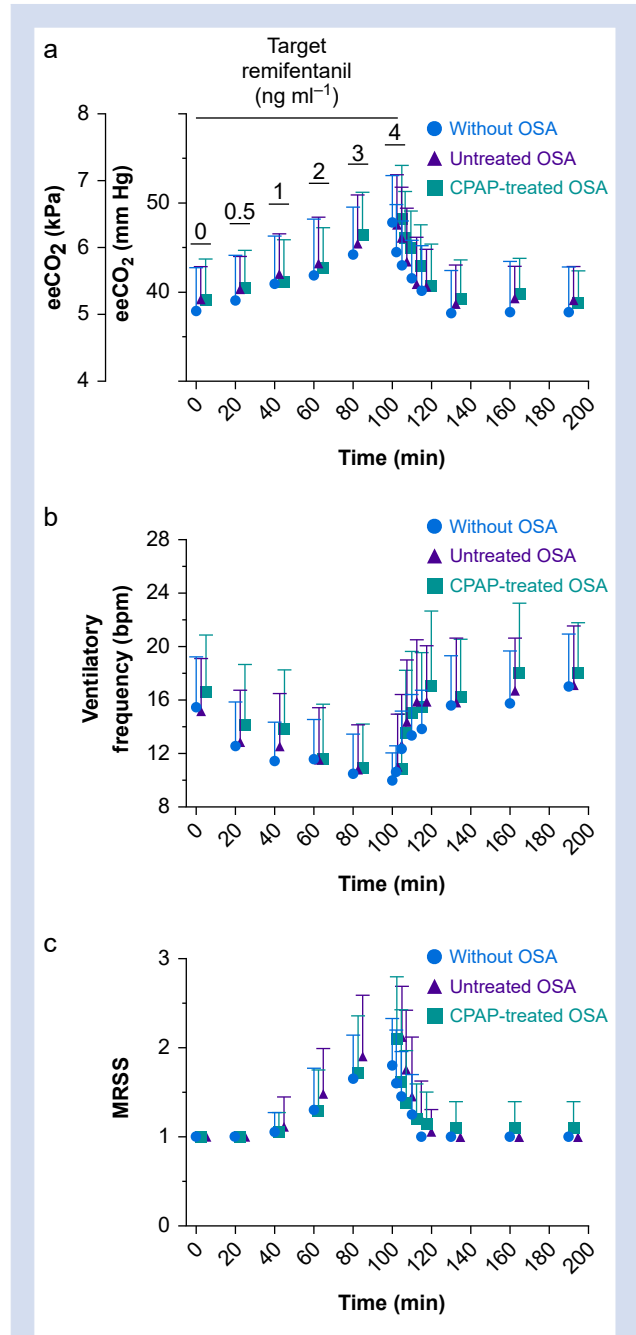 a
Target
remifentanil
(ng ml⁻¹)
0
0.5
1
2
3
4
Without OSA
Untreated OSA
CPAP-treated OSA
eeCO₂ (kPa)
8
7
6
5
4
eeCO₂ (mm Hg)
50
40
0 20 40 60 80 100 120 140 160 180 200
Time (min)
b
Without OSA
Untreated OSA
CPAP-treated OSA
Ventilatory
frequency (bpm)
28
24
20
16
12
8
0 20 40 60 80 100 120 140 160 180 200
Time (min)
c
Without OSA
Untreated OSA
CPAP-treated OSA
MRSS
3
2
1
0
0 20 40 60 80 100 120 140 160 180 200
Time (min)